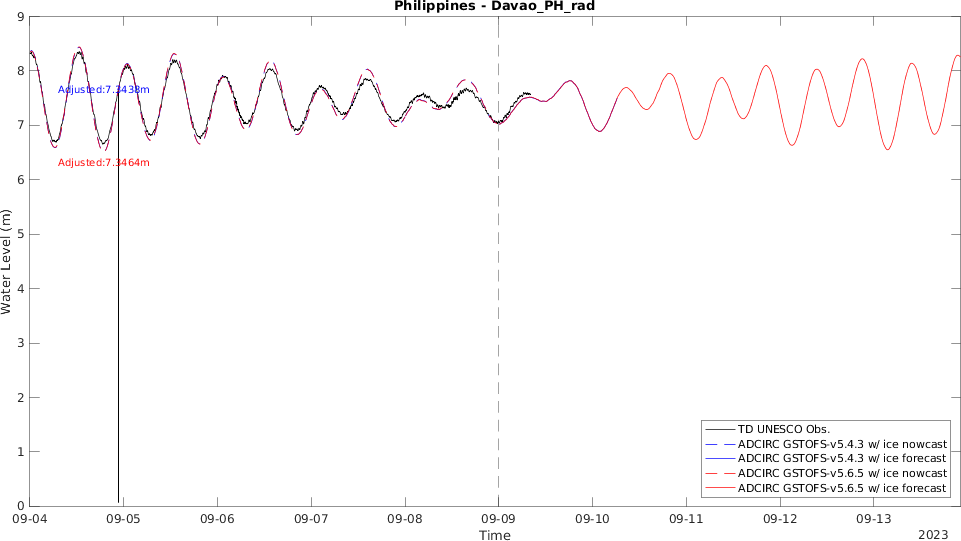 Philippines - Davao_PH_rad
9
8
7
6
5
4
3
2
1
0
Water Level (m)
Adjusted:7.3438m
Adjusted:7.3464m
TD UNESCO Obs.
ADCIRC GSTOFS-v5.4.3 w/ ice nowcast
ADCIRC GSTOFS-v5.4.3 w/ ice forecast
ADCIRC GSTOFS-v5.6.5 w/ ice nowcast
ADCIRC GSTOFS-v5.6.5 w/ ice forecast
09-04 09-05 09-06 09-07 09-08 09-09 09-10 09-11 09-12 09-13
Time
2023